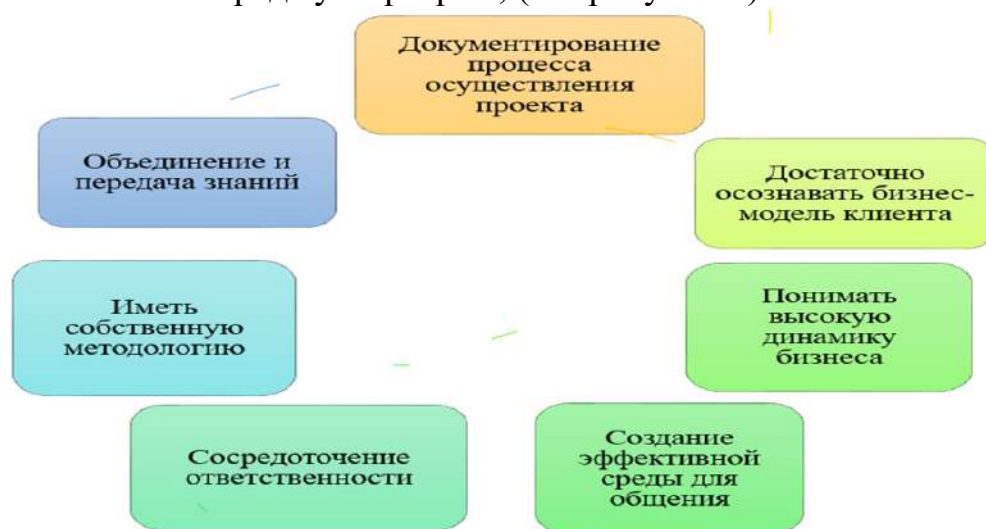 Документирование
процесса
осуществления
проекта
Достаточно
осознавать бизнес-
модель клиента
Понимать
высокую
динамику
бизнеса
Создание
эффективной
среды для
общения
Сосредоточение
ответственности
Иметь
собственную
методологию
Объединение и
передача знаний